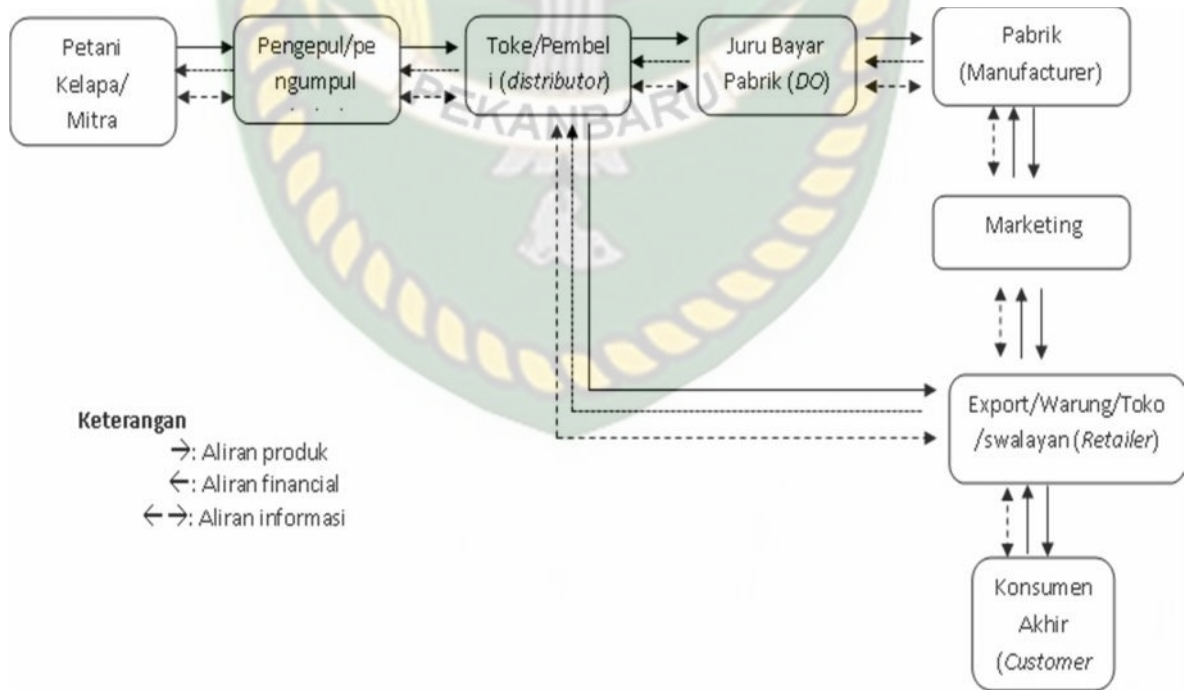 Petani
Kelapa/
Mitra
Pengepul/pe
ngumpul
Toke/Pembel
i (distributor)
Juru Bayar
Pabrik (DO)
Pabrik
(Manufacturer)
PEKANBARU
Marketing
Export/Warung/Toko
/swalayan (Retailer)
Keterangan
→: Aliran produk
←: Aliran financial
← →: Aliran informasi
Konsumen
Akhir
(Customer